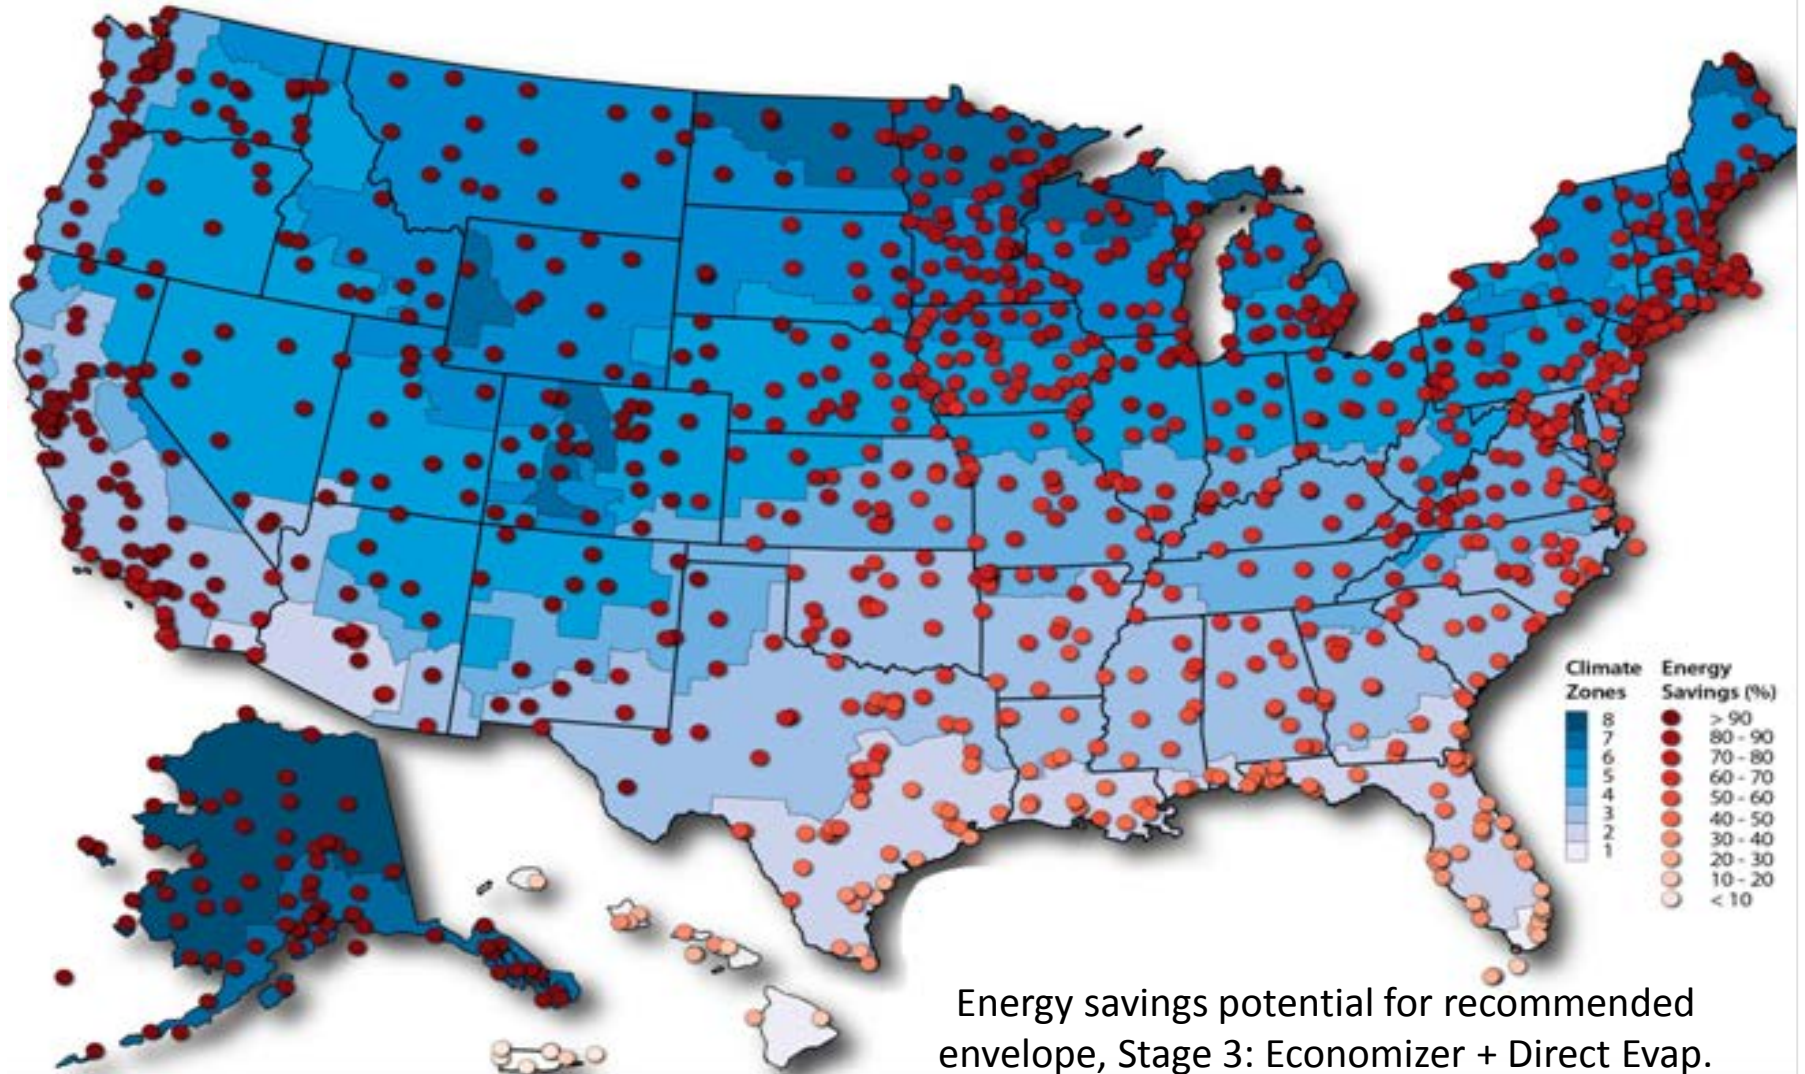 Climate Zones
8
7
6
5
4
3
2
1
Energy Savings (%)
> 90
80 - 90
70 - 80
60 - 70
50 - 60
40 - 50
30 - 40
20 - 30
10 - 20
< 10
Energy savings potential for recommended
envelope, Stage 3: Economizer + Direct Evap.